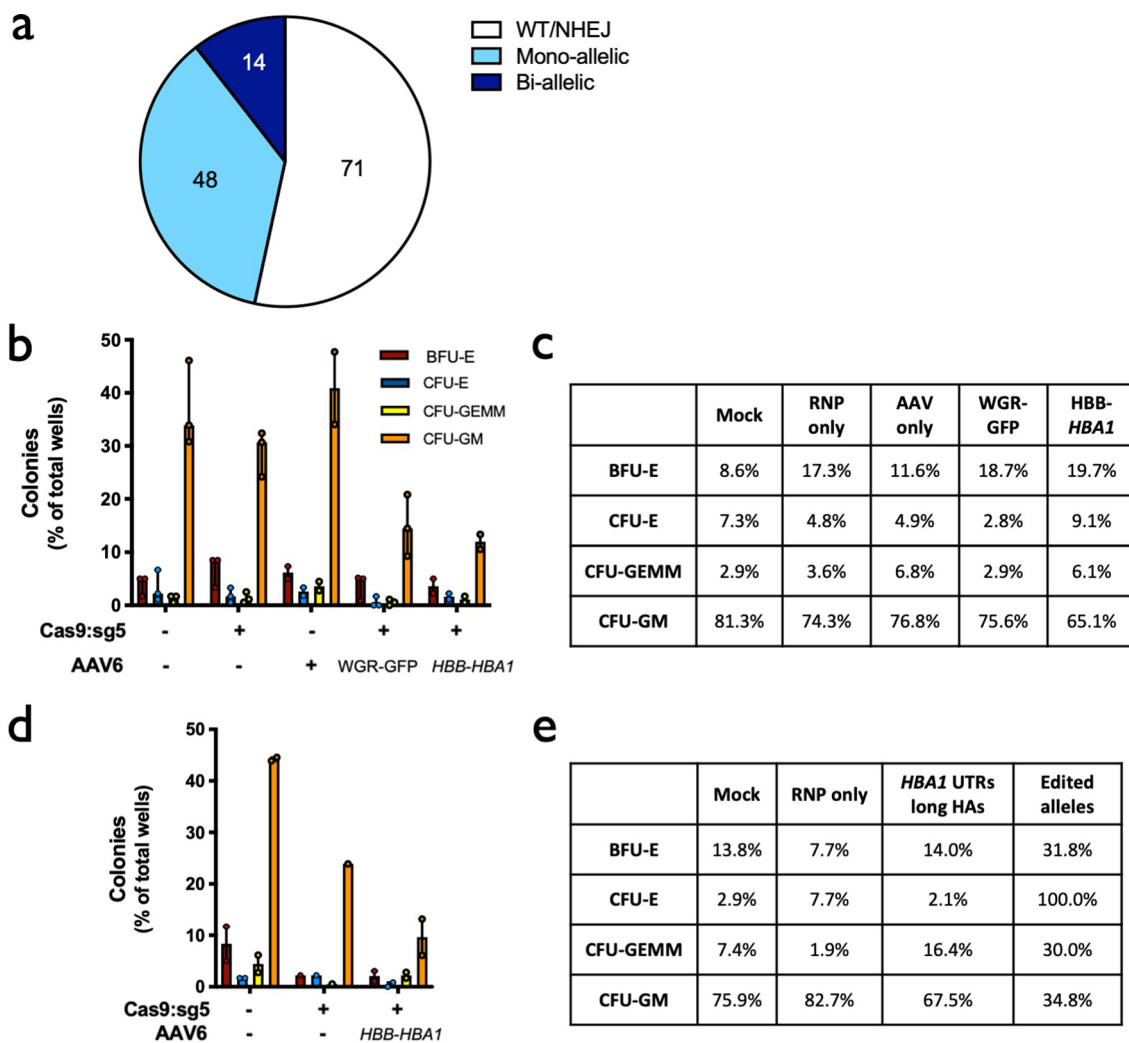 a
WT/NHEJ
Mono-allelic
Bi-allelic
14
48
71
b
50
40
30
20
10
0
Colonies
(% of total wells)
BFU-E
CFU-E
CFU-GEMM
CFU-GM
Cas9:sg5 - + - + +
AAV6 - - + WGR-GFP HBB-HBA1
c
Mock RNP only AAV only WGR-GFP HBB-HBA1
BFU-E 8.6% 17.3% 11.6% 18.7% 19.7%
CFU-E 7.3% 4.8% 4.9% 2.8% 9.1%
CFU-GEMM 2.9% 3.6% 6.8% 2.9% 6.1%
CFU-GM 81.3% 74.3% 76.8% 75.6% 65.1%
d
50
40
30
20
10
0
Colonies
(% of total wells)
Cas9:sg5 - + +
AAV6 - - HBB-HBA1
e
Mock RNP only HBA1 UTRs long HAs Edited alleles
BFU-E 13.8% 7.7% 14.0% 31.8%
CFU-E 2.9% 7.7% 2.1% 100.0%
CFU-GEMM 7.4% 1.9% 16.4% 30.0%
CFU-GM 75.9% 82.7% 67.5% 34.8%